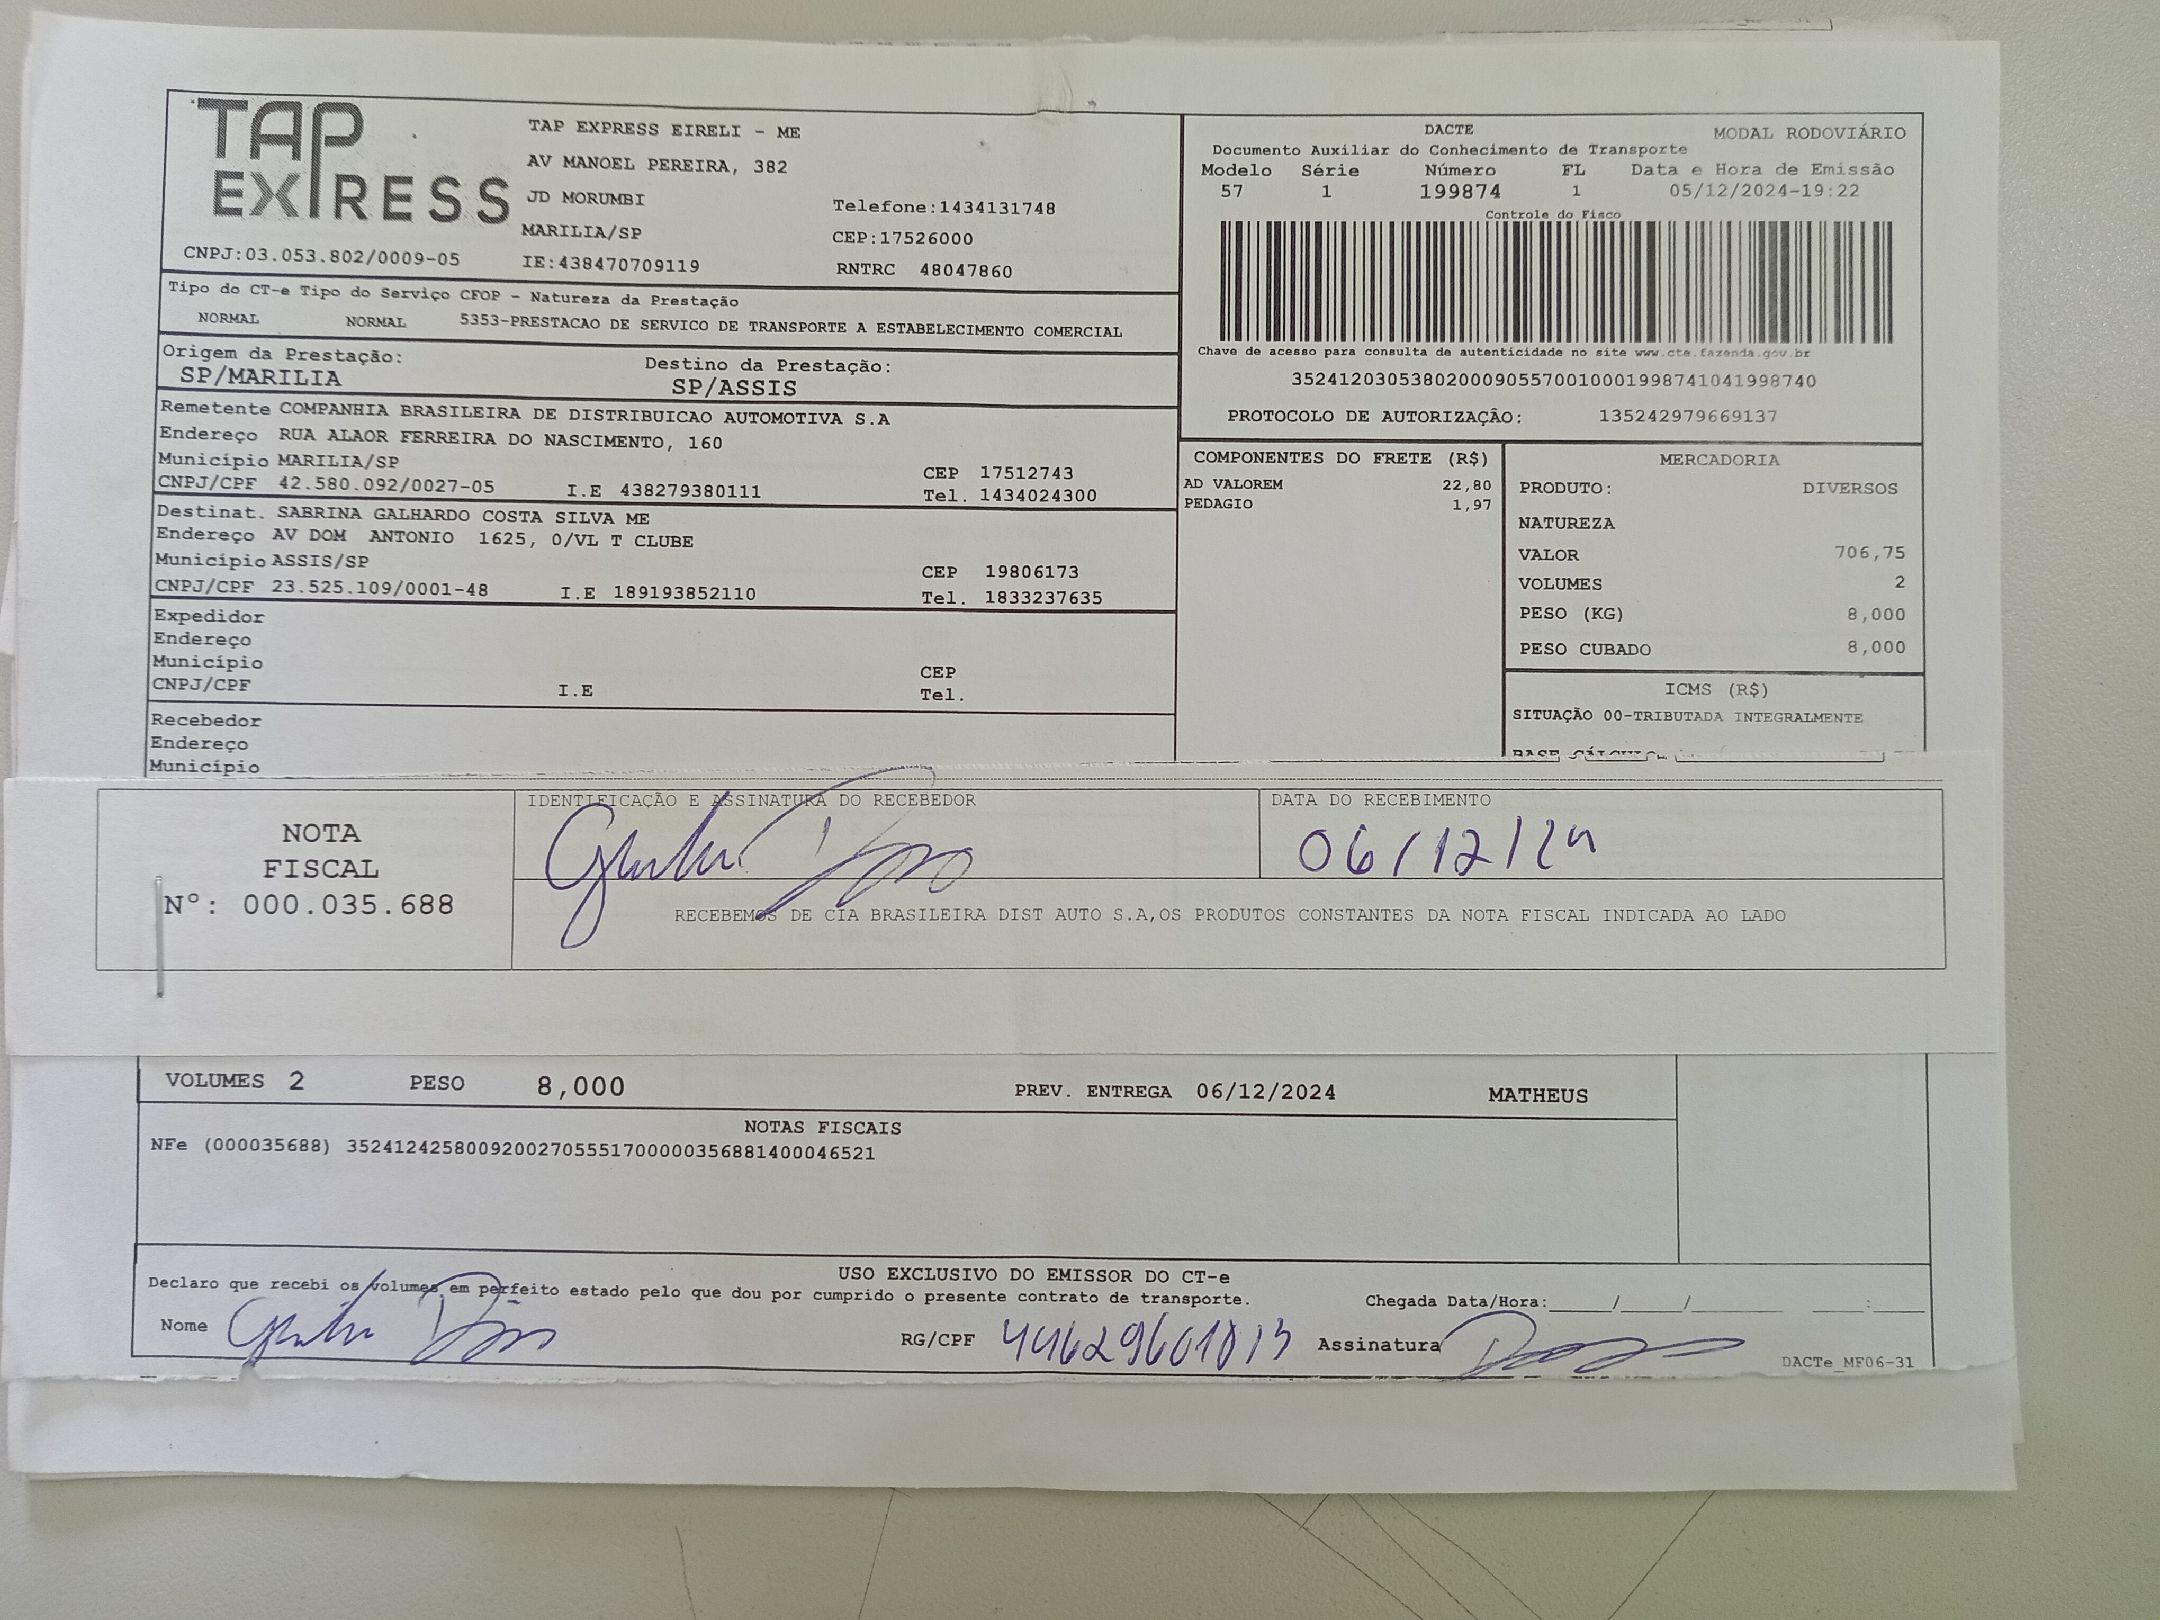 TAP EXPRESS
TAP EXPRESS EIRELI - ME
AV MANOEL PEREIRA, 382
JD MORUMBI
Telefone:1434131748
MARILIA/SP
CEP:17526000
CNPJ:03.053.802/0009-05
IE:438470709119
RNTRC 48047860
DACTE
MODAL RODOVIÁRIO
Documento Auxiliar do Conhecimento de Transporte
Modelo Série Número FL Data e Hora de Emissão
57 1 199874 1 05/12/2024-19:22
Controle do Fisco
Chave de acesso para consulta de autenticidade no site www.cte.fazenda.gov.br
35241203053802000905570010001998741041998740
PROTOCOLO DE AUTORIZAÇÃO: 135242979669137
Tipo do CT-e Tipo do Serviço CFOP - Natureza da Prestação
NORMAL NORMAL 5353-PRESTACAO DE SERVICO DE TRANSPORTE A ESTABELECIMENTO COMERCIAL
Origem da Prestação: Destino da Prestação:
SP/MARILIA SP/ASSIS
Remetente COMPANHIA BRASILEIRA DE DISTRIBUICAO AUTOMOTIVA S.A
Endereço RUA ALAOR FERREIRA DO NASCIMENTO, 160
Município MARILIA/SP CEP 17512743
CNPJ/CPF 42.580.092/0027-05 I.E 438279380111 Tel. 1434024300
Destinat. SABRINA GALHARDO COSTA SILVA ME
Endereço AV DOM ANTONIO 1625, 0/VL T CLUBE
Município ASSIS/SP CEP 19806173
CNPJ/CPF 23.525.109/0001-48 I.E 189193852110 Tel. 1833237635
Expedidor
Endereço
Município CEP
CNPJ/CPF I.E Tel.
Recebedor
Endereço
Município
COMPONENTES DO FRETE (R$)
AD VALOREM 22,80
PEDAGIO 1,97
MERCADORIA
PRODUTO: DIVERSOS
NATUREZA
VALOR 706,75
VOLUMES 2
PESO (KG) 8,000
PESO CUBADO 8,000
ICMS (R$)
SITUAÇÃO 00-TRIBUTADA INTEGRALMENTE
BASE CÁLCULO
NOTA
FISCAL
Nº: 000.035.688
IDENTIFICAÇÃO E ASSINATURA DO RECEBEDOR
DATA DO RECEBIMENTO
06/12/24
RECEBEMOS DE CIA BRASILEIRA DIST AUTO S.A,OS PRODUTOS CONSTANTES DA NOTA FISCAL INDICADA AO LADO
VOLUMES 2 PESO 8,000 PREV. ENTREGA 06/12/2024 MATHEUS
NOTAS FISCAIS
NFe (000035688) 35241242580092002705551700000356881400046521
USO EXCLUSIVO DO EMISSOR DO CT-e
Declaro que recebi os volumes em perfeito estado pelo que dou por cumprido o presente contrato de transporte.
Chegada Data/Hora:_____/_____/_______ ____:____
Nome
RG/CPF
Assinatura
DACTe_MF06-31